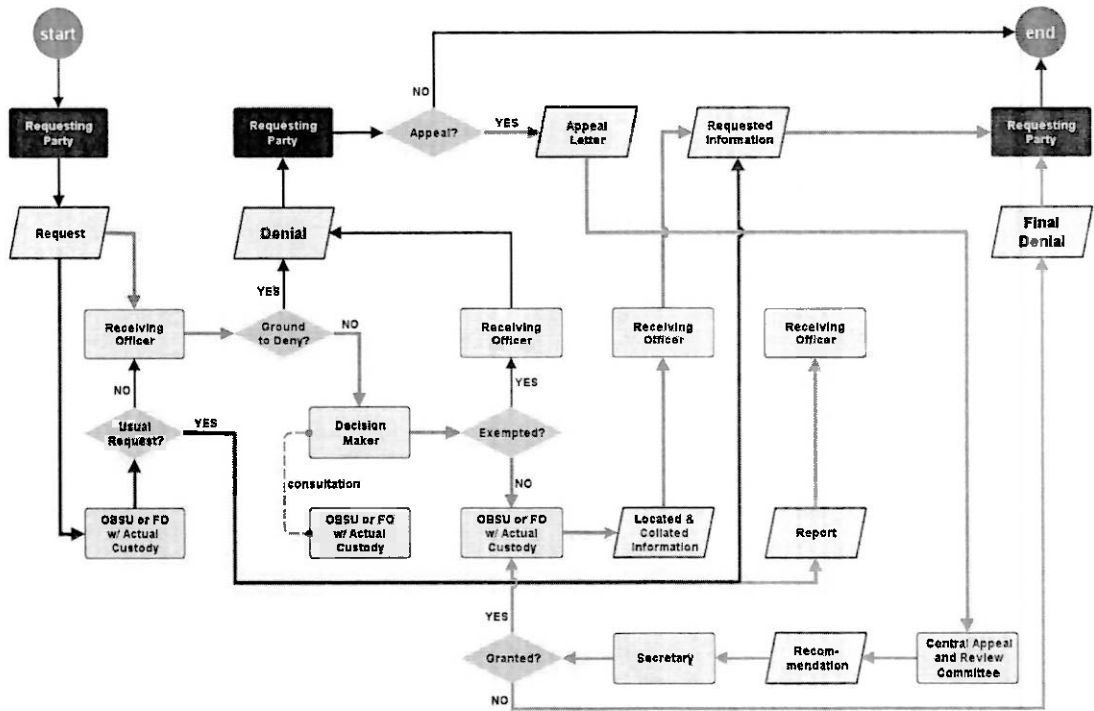 start
end
NO
Requesting
Party
Requesting
Party
Appeal?
YES
Appeal
Letter
Requested
Information
Requesting
Party
Request
Denial
Final
Denial
YES
Receiving
Officer
Ground
to Deny?
NO
Receiving
Officer
Receiving
Officer
Receiving
Officer
NO
YES
Usual
Request?
YES
Decision
Maker
Exempted?
consultation
NO
OBSU or FO
w/ Actual
Custody
OBSU or FO
w/ Actual
Custody
OBSU or FO
w/ Actual
Custody
Located &
Collated
Information
Report
YES
Granted?
Secretary
Recom-
mendation
Central Appeal
and Review
Committee
NO